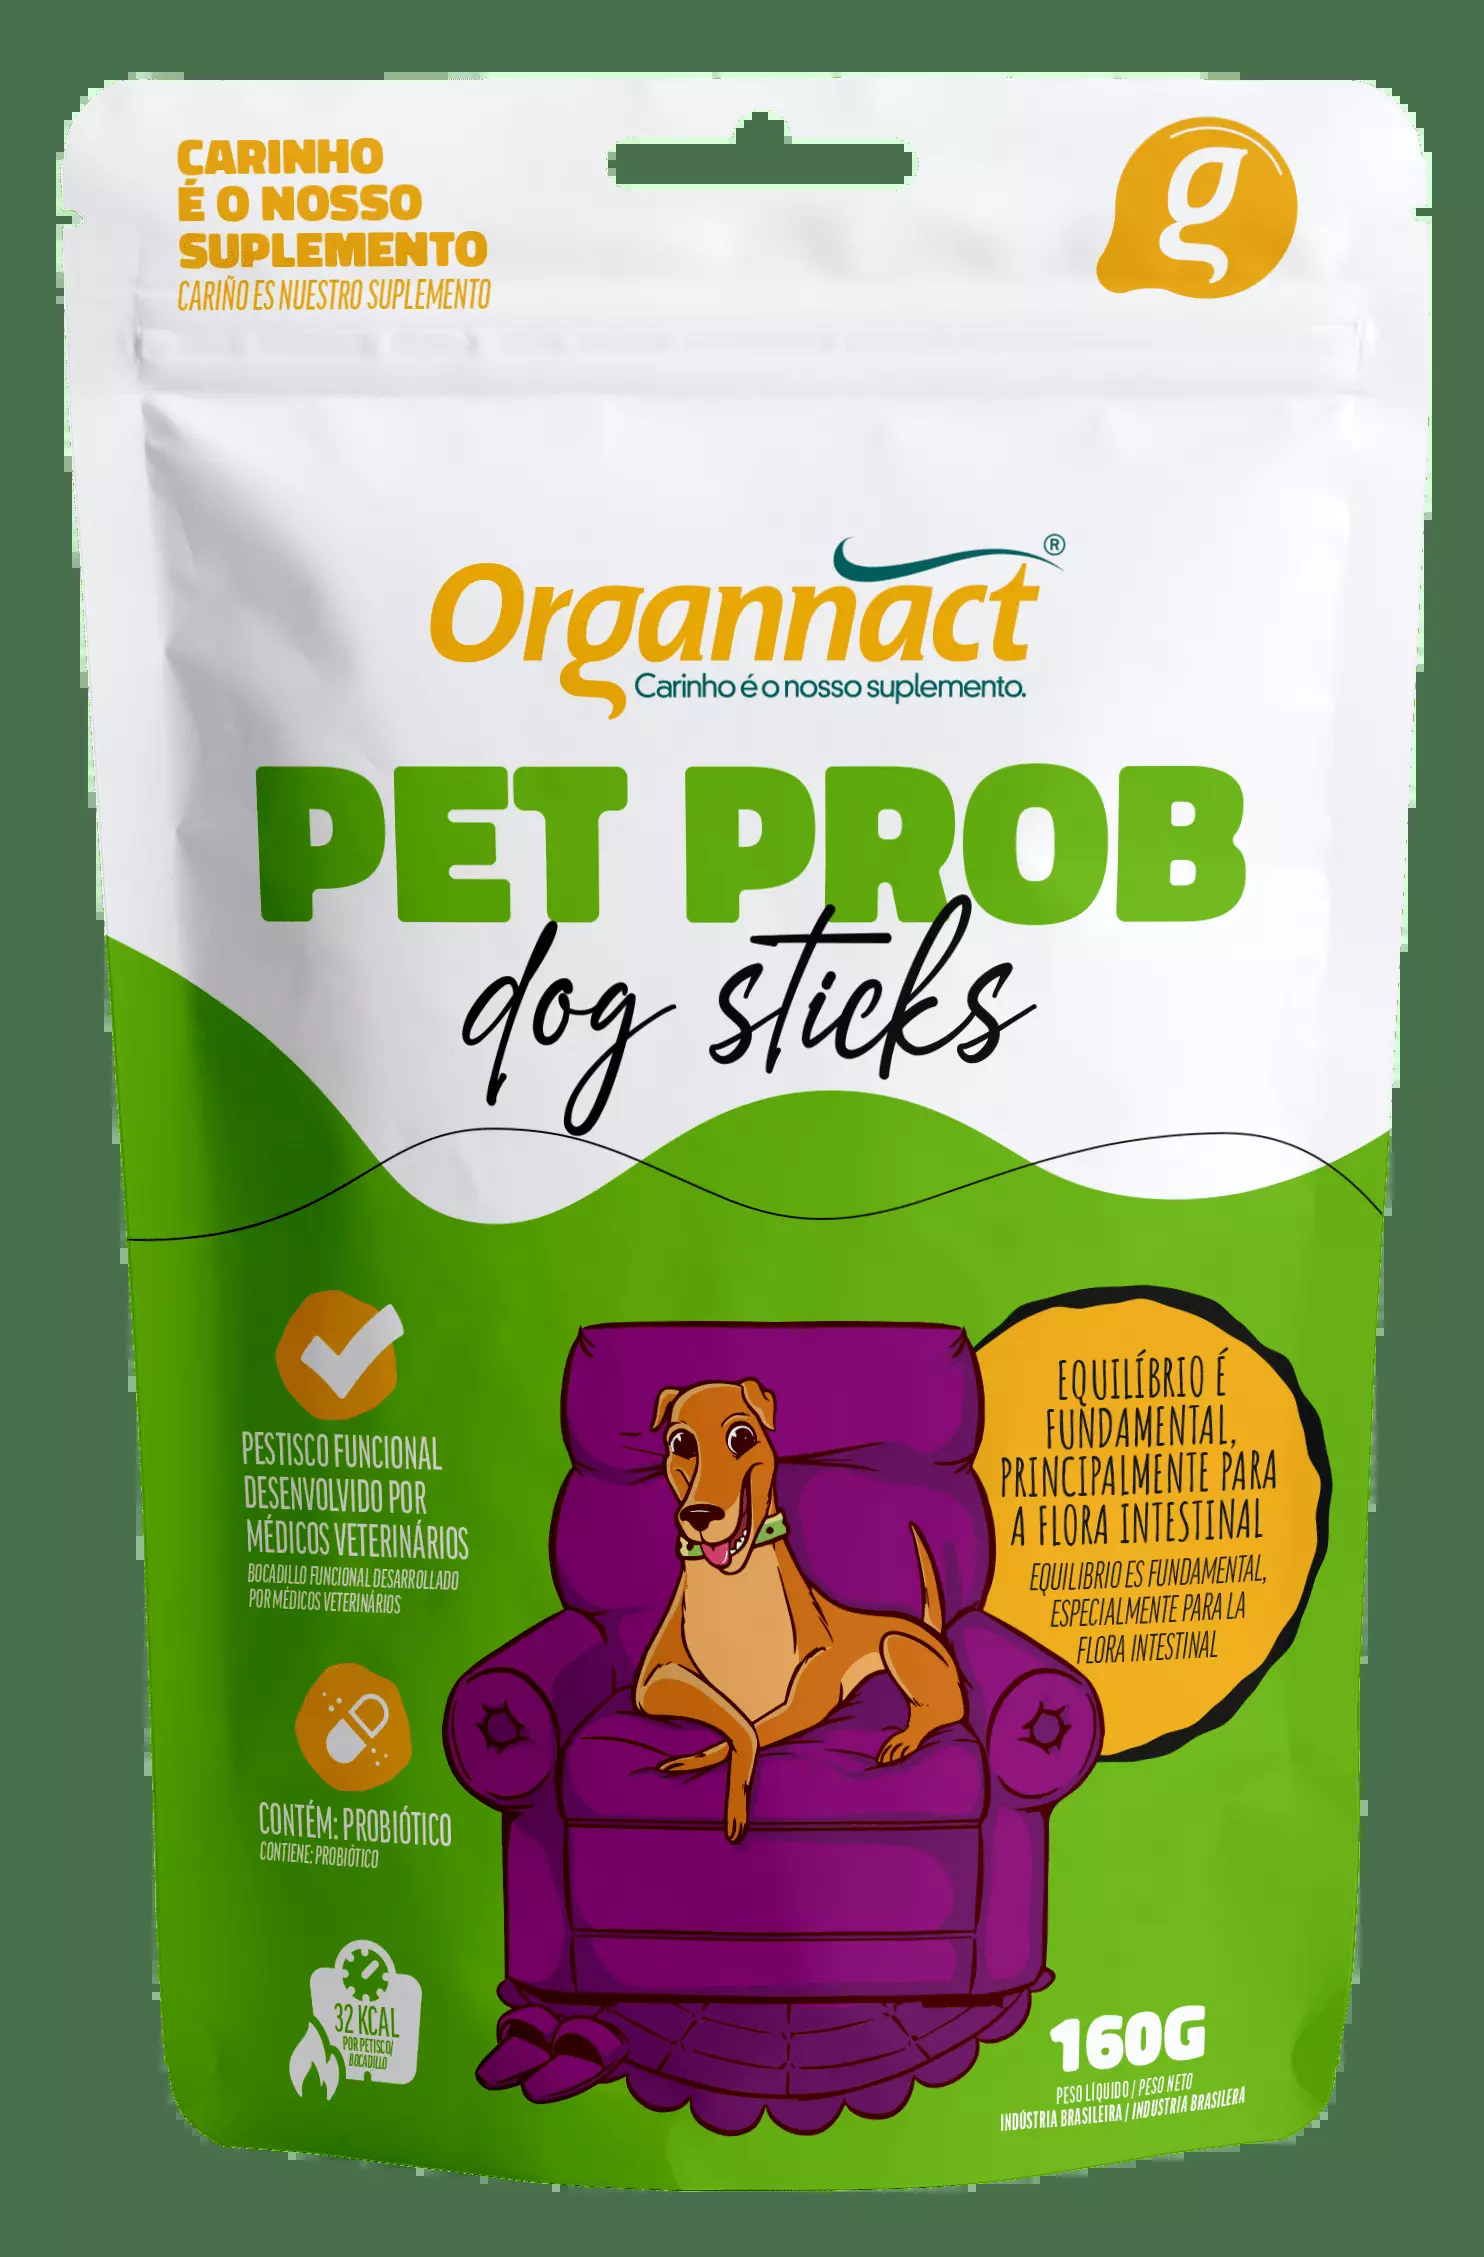 CARINHO
É O NOSSO
SUPLEMENTO
CARIÑO ES NUESTRO SUPLEMENTO
g
Organnact®
Carinho é o nosso suplemento.
PET PROB
dog sticks
PESTISCO FUNCIONAL
DESENVOLVIDO POR
MÉDICOS VETERINÁRIOS
BOCADILLO FUNCIONAL DESARROLLADO
POR MÉDICOS VETERINÁRIOS
CONTÉM: PROBIÓTICO
CONTIENE: PROBIÓTICO
32 KCAL
POR PETISCO/
BOCADILLO
EQUILÍBRIO É
FUNDAMENTAL,
PRINCIPALMENTE PARA
A FLORA INTESTINAL
EQUILIBRIO ES FUNDAMENTAL,
ESPECIALMENTE PARA LA
FLORA INTESTINAL
160G
PESO LÍQUIDO / PESO NETO
INDÚSTRIA BRASILEIRA / INDUSTRIA BRASILERA